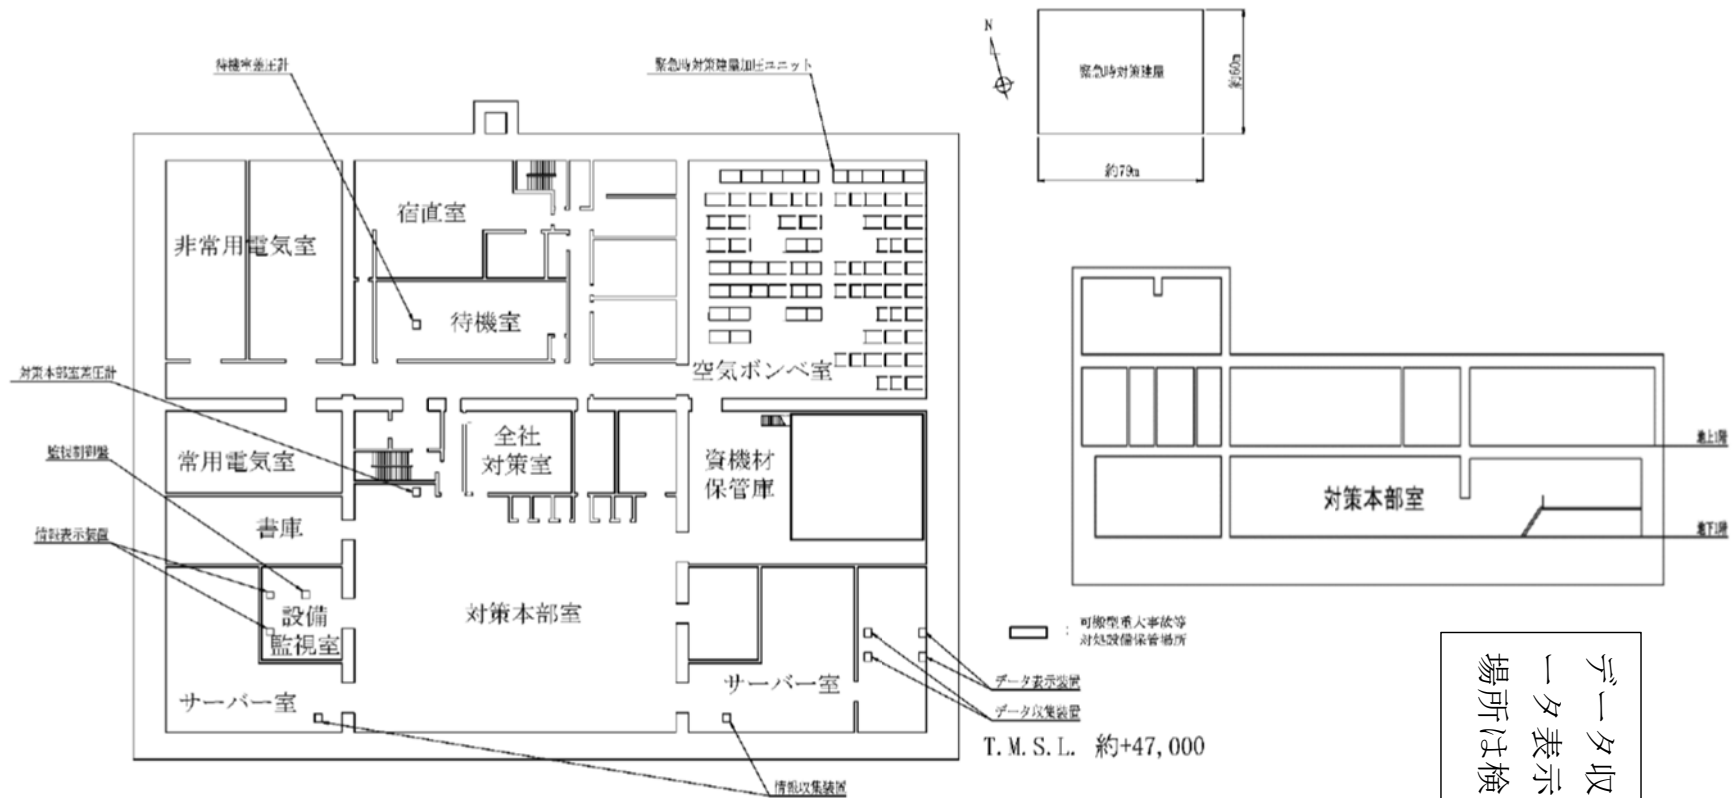 待機室差圧計
緊急時対策建屋加圧ユニット
N
緊急時対策建屋
約60m
約79m
宿直室
非常用電気室
待機室
対策本部室差圧計
空気ボンベ室
全社
対策室
常用電気室
資機材
保管庫
監視制御盤
書庫
情報表示装置
設備
監視室
対策本部室
サーバー室
サーバー室
情報収集装置
データ表示装置
データ収集装置
T.M.S.L. 約+47,000
地上1階
対策本部室
地下1階
：可搬型重大事故等
対処設備保管場所
データ収
ータ表示
場所は検